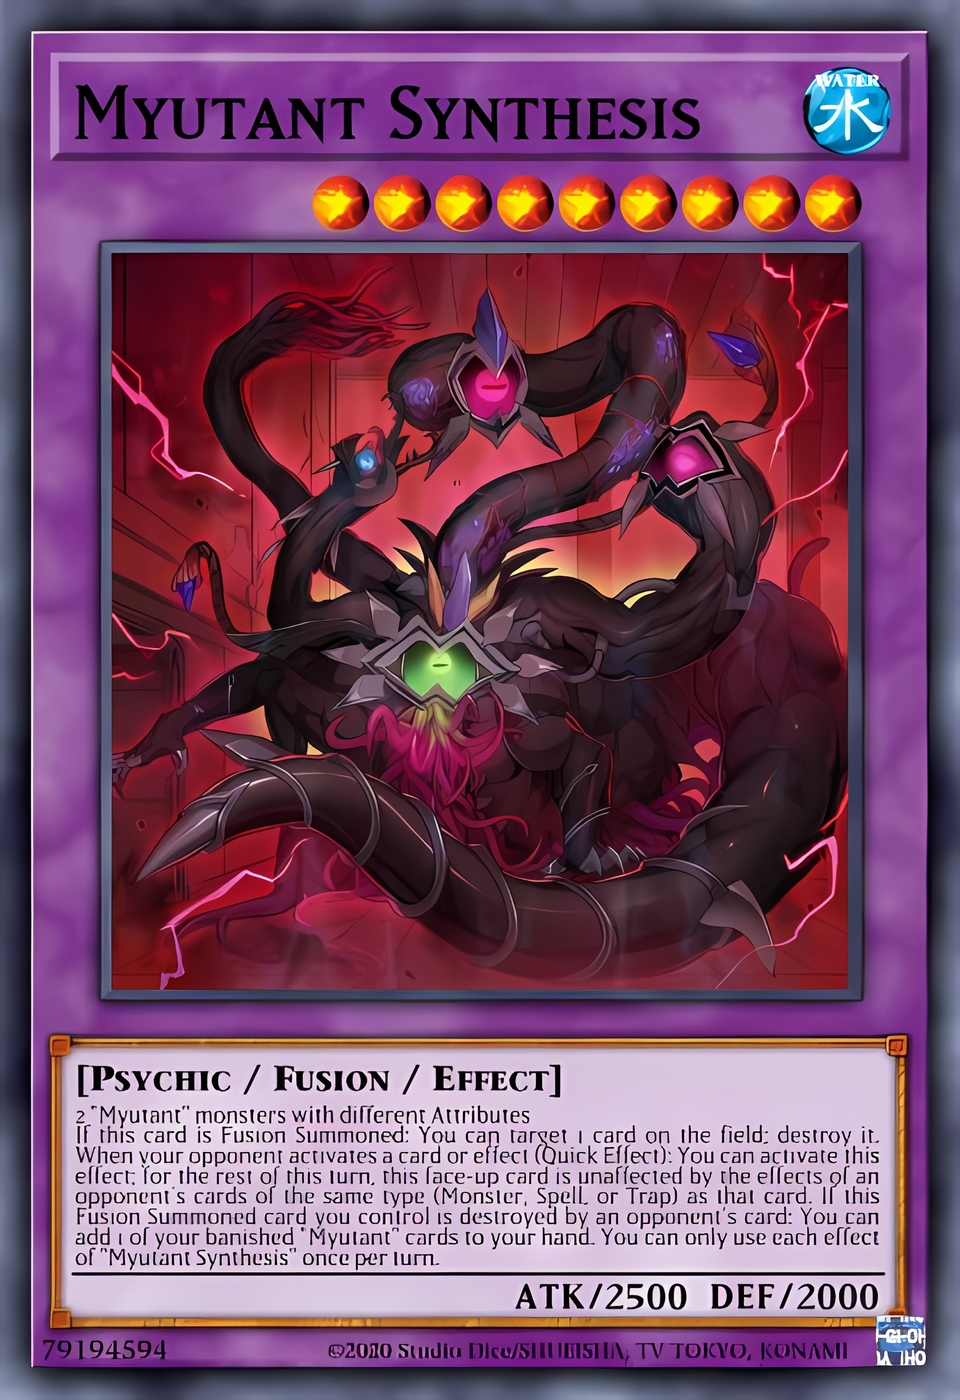 Myutant Synthesis
WATER
水
[Psychic / Fusion / Effect]
2 "Myutant" monsters with different Attributes
If this card is Fusion Summoned: You can target 1 card on the field; destroy it.
When your opponent activates a card or effect (Quick Effect): You can activate this
effect; for the rest of this turn, this face-up card is unaffected by the effects of an
opponent's cards of the same type (Monster, Spell, or Trap) as that card. If this
Fusion Summoned card you control is destroyed by an opponent's card: You can
add 1 of your banished "Myutant" cards to your hand. You can only use each effect
of "Myutant Synthesis" once per turn.
ATK/2500 DEF/2000
79194594
©2020 Studio Dice/SHUEISHA, TV TOKYO, KONAMI